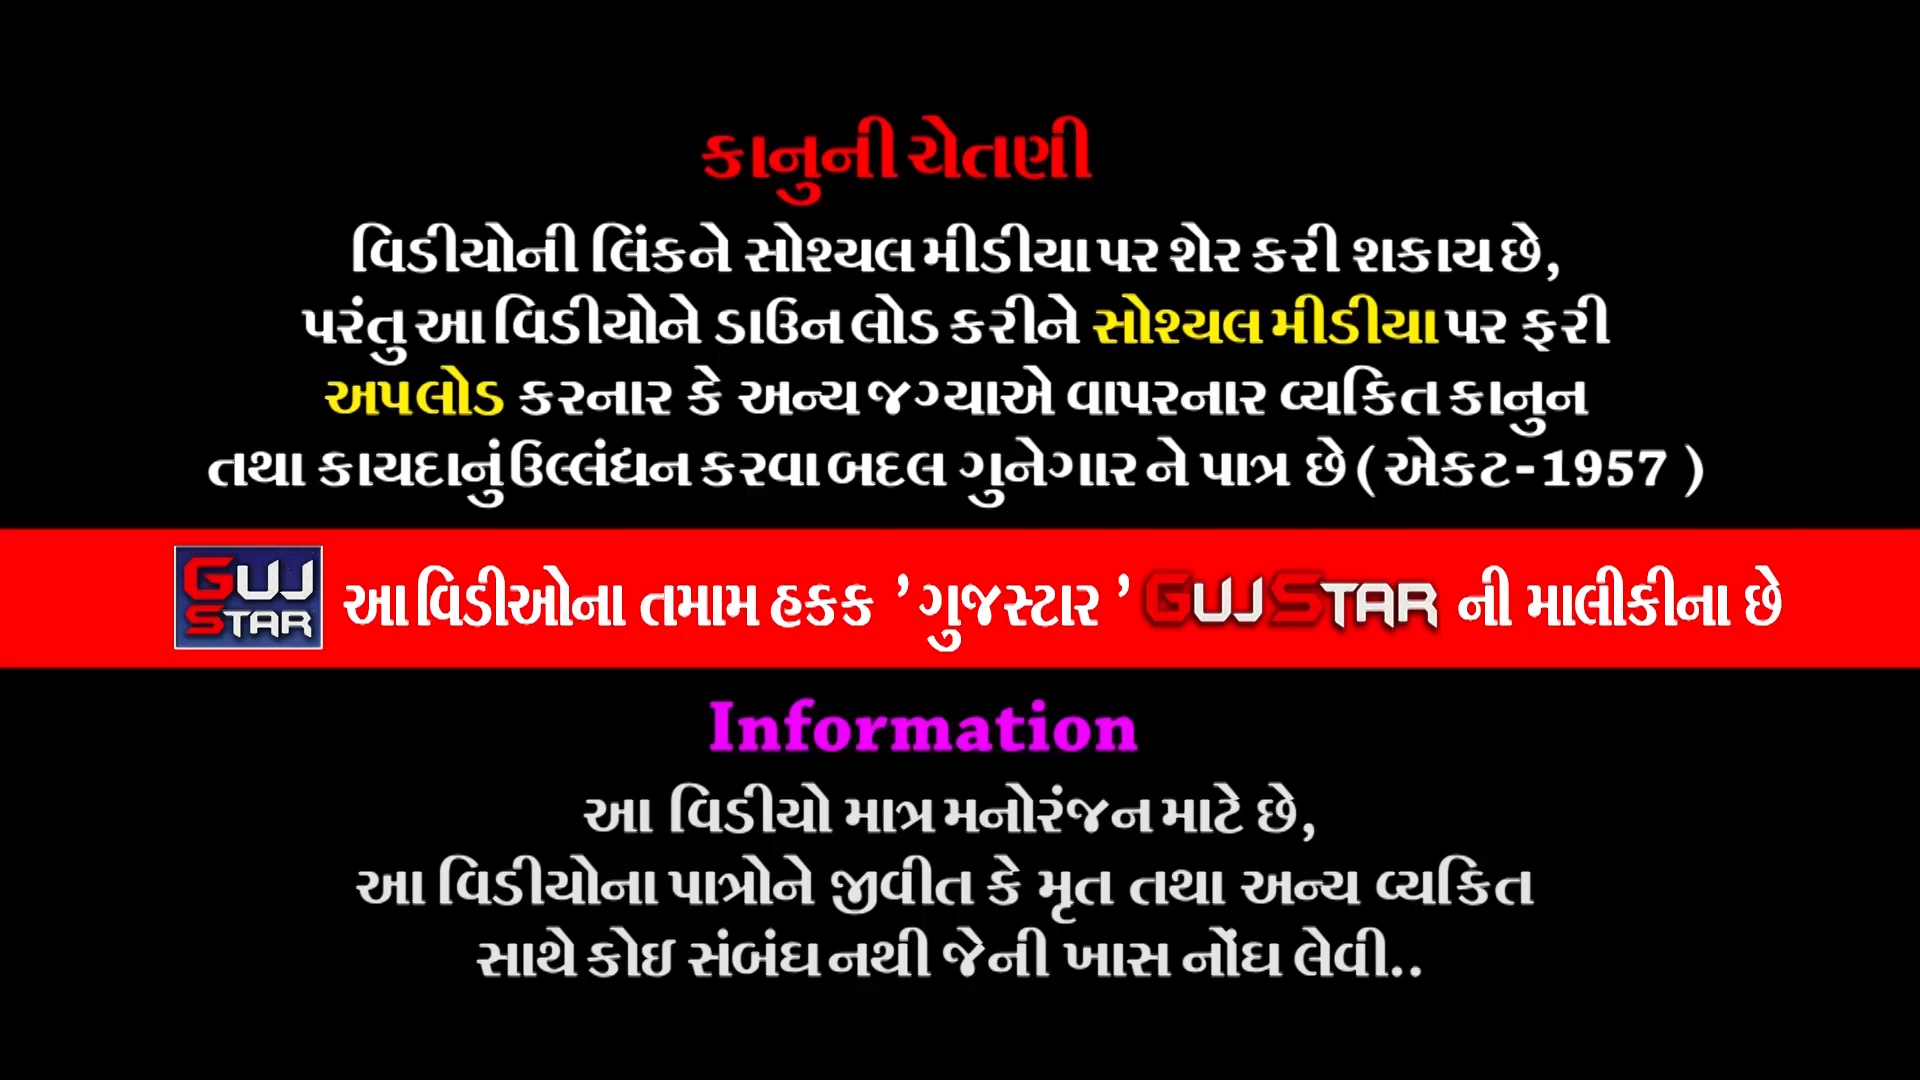 કાનુની ચેતણી
વિડીયોની લિંકને સોશ્યલ મીડીયા પર શેર કરી શકાય છે,
પરંતુ આ વિડીયોને ડાઉન લોડ કરીને સોશ્યલ મીડીયા પર ફરી
અપલોડ કરનાર કે અન્ય જગ્યાએ વાપરનાર વ્યકિત કાનુન
તથા કાયદાનું ઉલ્લંઘન કરવા બદલ ગુનેગાર ને પાત્ર છે ( એકટ-1957 )
GUJ STAR આ વિડીઓના તમામ હકક ’ ગુજસ્ટાર ’ GUJ STAR ની માલીકીના છે
Information
આ વિડીયો માત્ર મનોરંજન માટે છે,
આ વિડીયોના પાત્રોને જીવીત કે મૃત તથા અન્ય વ્યકિત
સાથે કોઇ સંબંઘ નથી જેની ખાસ નોંઘ લેવી..